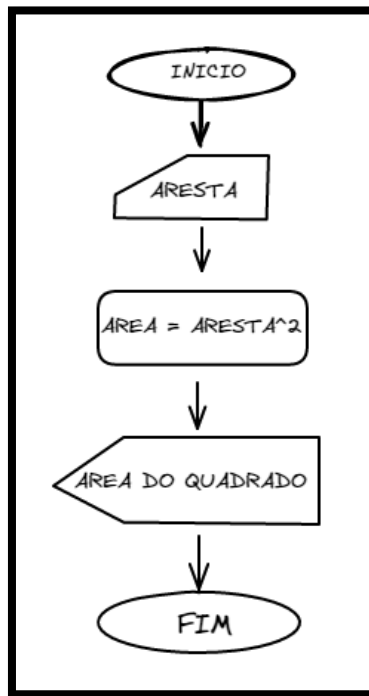 INICIO
ARESTA
AREA = ARESTA^2
AREA DO QUADRADO
FIM